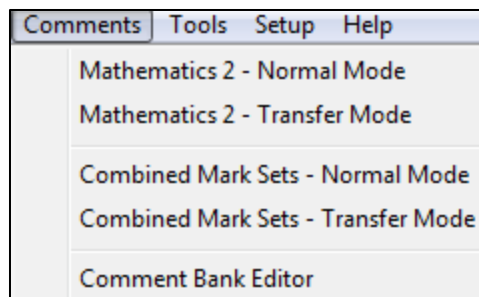 Comments Tools Setup Help
Mathematics 2 - Normal Mode
Mathematics 2 - Transfer Mode
Combined Mark Sets - Normal Mode
Combined Mark Sets - Transfer Mode
Comment Bank Editor